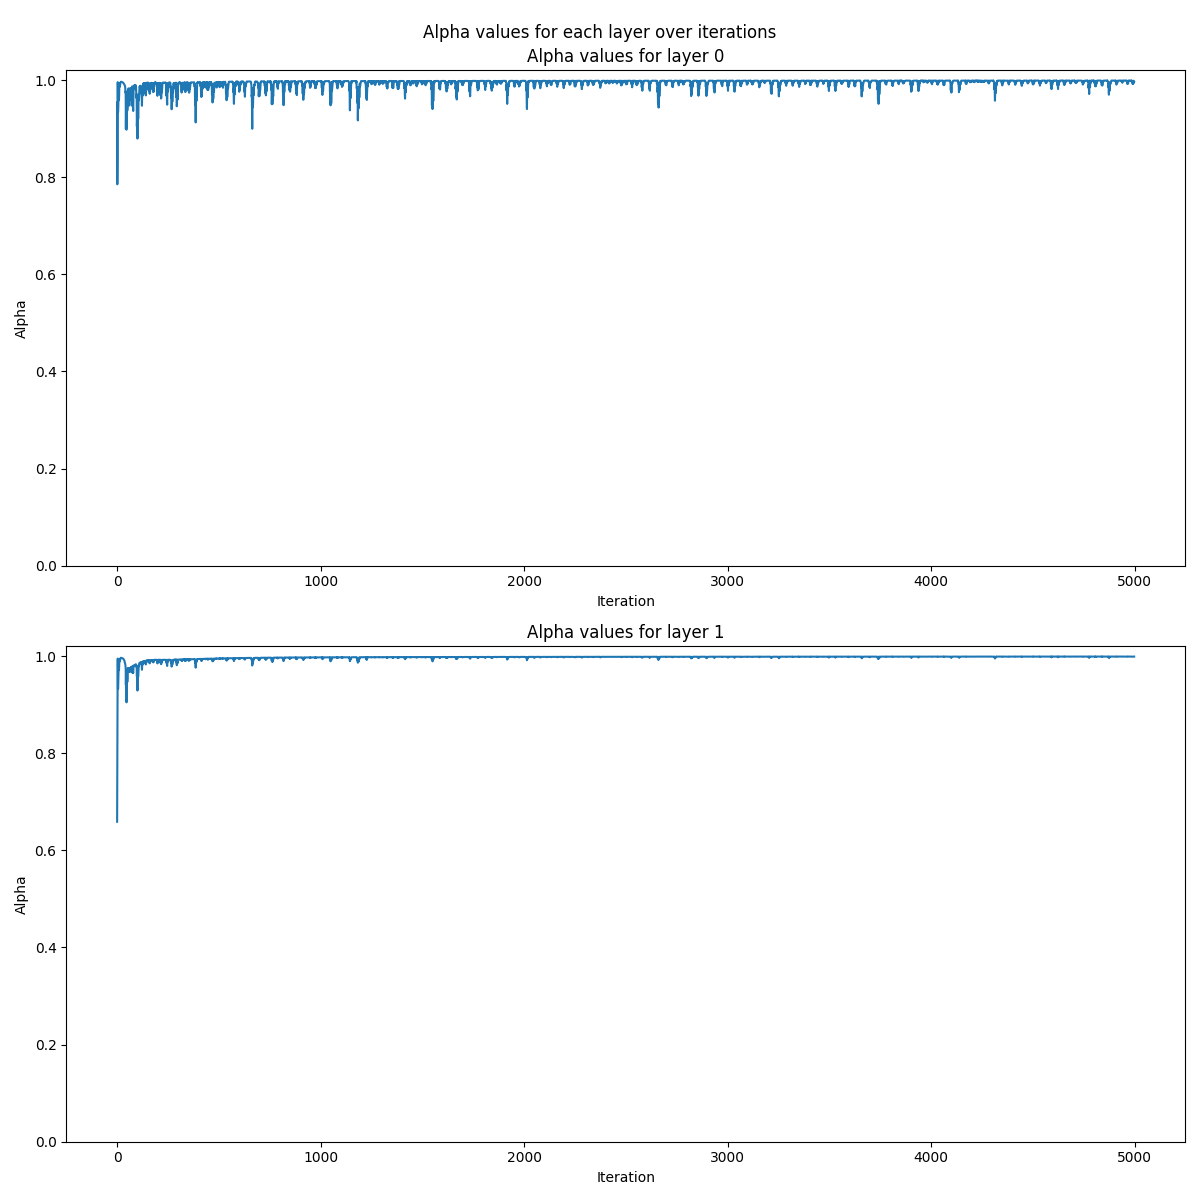 Alpha values for each layer over iterations
Alpha values for layer 0
1.0
0.8
0.6
0.4
0.2
0.0
Alpha
0 1000 2000 3000 4000 5000
Iteration
Alpha values for layer 1
1.0
0.8
0.6
0.4
0.2
0.0
Alpha
0 1000 2000 3000 4000 5000
Iteration